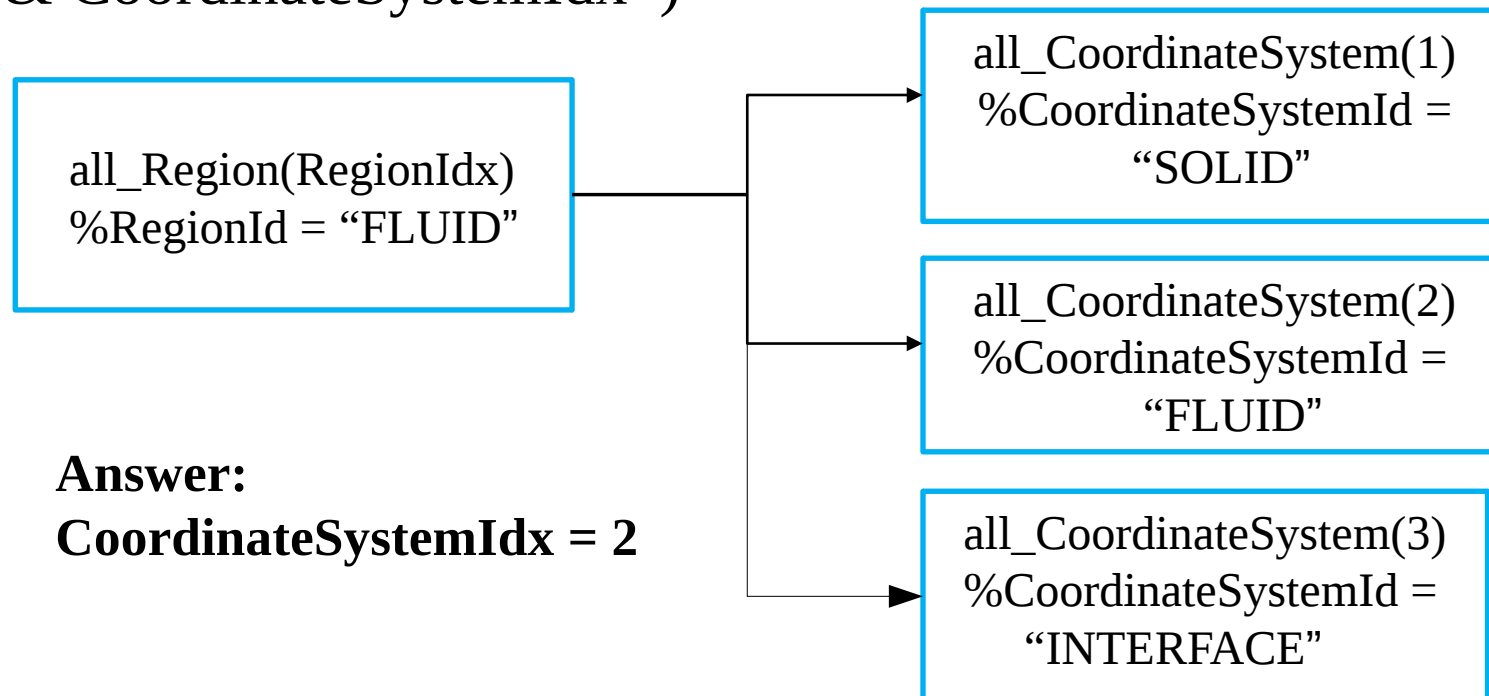 & CoordinateSystemIdx )
all_Region(RegionIdx)
%RegionId = “FLUID”
all_CoordinateSystem(1)
%CoordinateSystemId =
“SOLID”
all_CoordinateSystem(2)
%CoordinateSystemId =
“FLUID”
all_CoordinateSystem(3)
%CoordinateSystemId =
“INTERFACE”
Answer:
CoordinateSystemIdx = 2